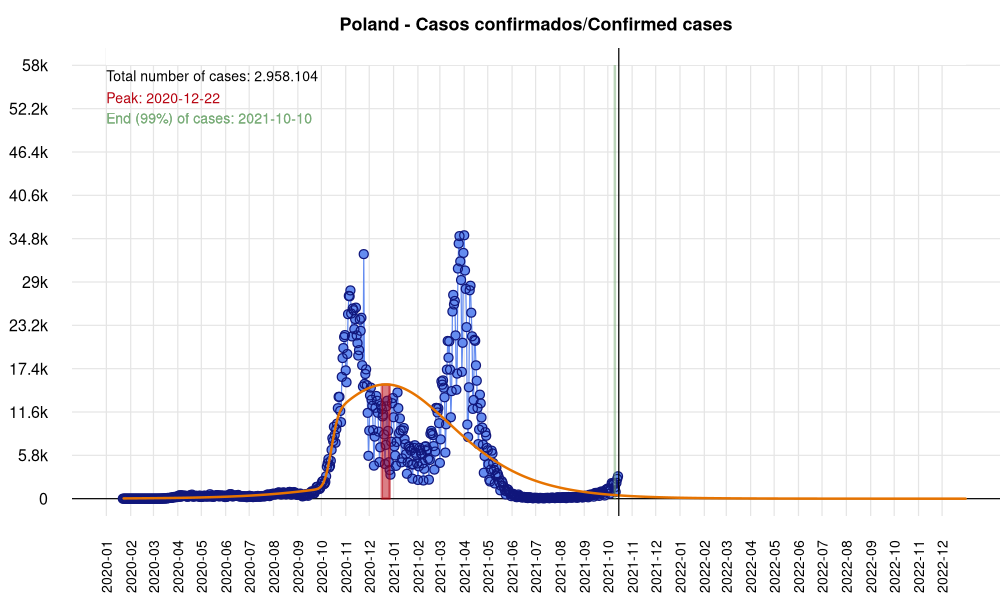 Poland - Casos confirmados/Confirmed cases
58k
Total number of cases: 2.958.104
Peak: 2020-12-22
52.2k
End (99%) of cases: 2021-10-10
46.4k
40.6k
34.8k
29k
23.2k
17.4k
11.6k
5.8k
0
2020-01
2020-02
2020-03
2020-04
2020-05
2020-06
2020-07
2020-08
2020-09
2020-10
2020-11
2020-12
2021-01
2021-02
2021-03
2021-04
2021-05
2021-06
2021-07
2021-08
2021-09
2021-10
2021-11
2021-12
2022-01
2022-02
2022-03
2022-04
2022-05
2022-06
2022-07
2022-08
2022-09
2022-10
2022-11
2022-12